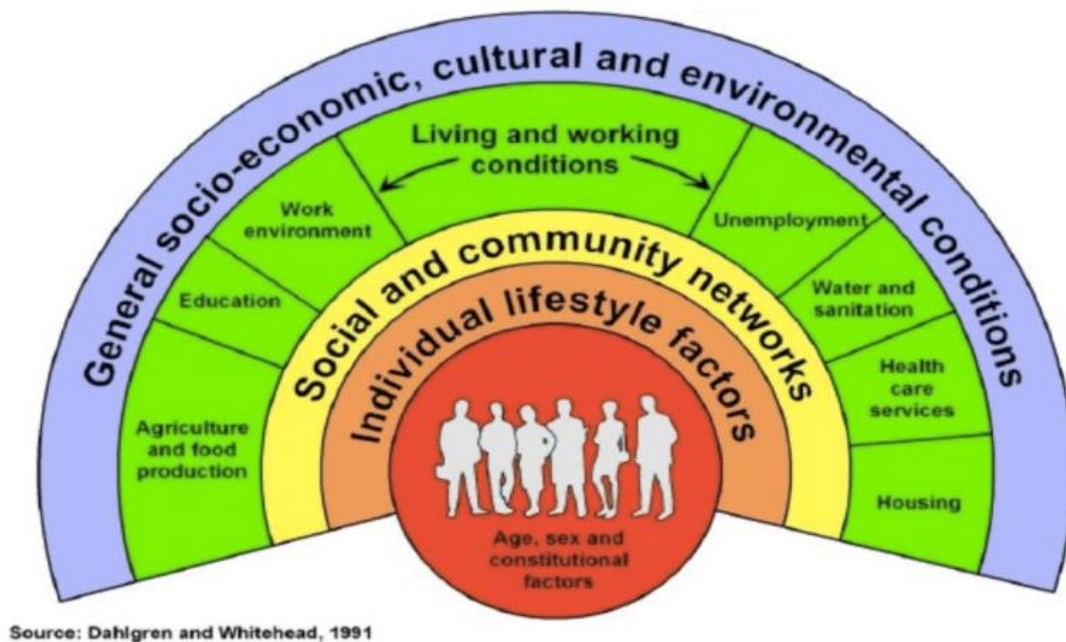 General socio-economic, cultural and environmental conditions
Living and working
conditions
Work
environment
Unemployment
Education
Water and
sanitation
Agriculture
and food
production
Health
care
services
Housing
Social and community networks
Individual lifestyle factors
Age, sex and
constitutional
factors
Source: Dahlgren and Whitehead, 1991